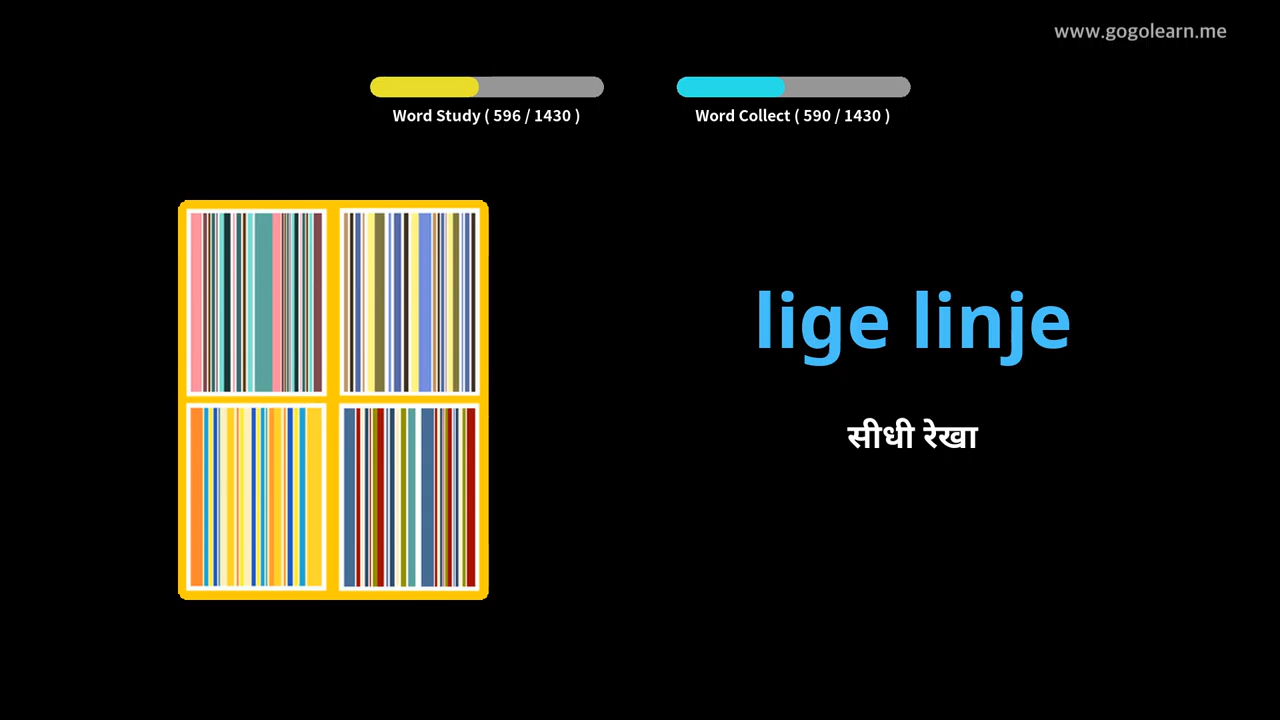 www.gogolearn.me
Word Study ( 596 / 1430 )
Word Collect ( 590 / 1430 )
lige linje
सीधी रेखा